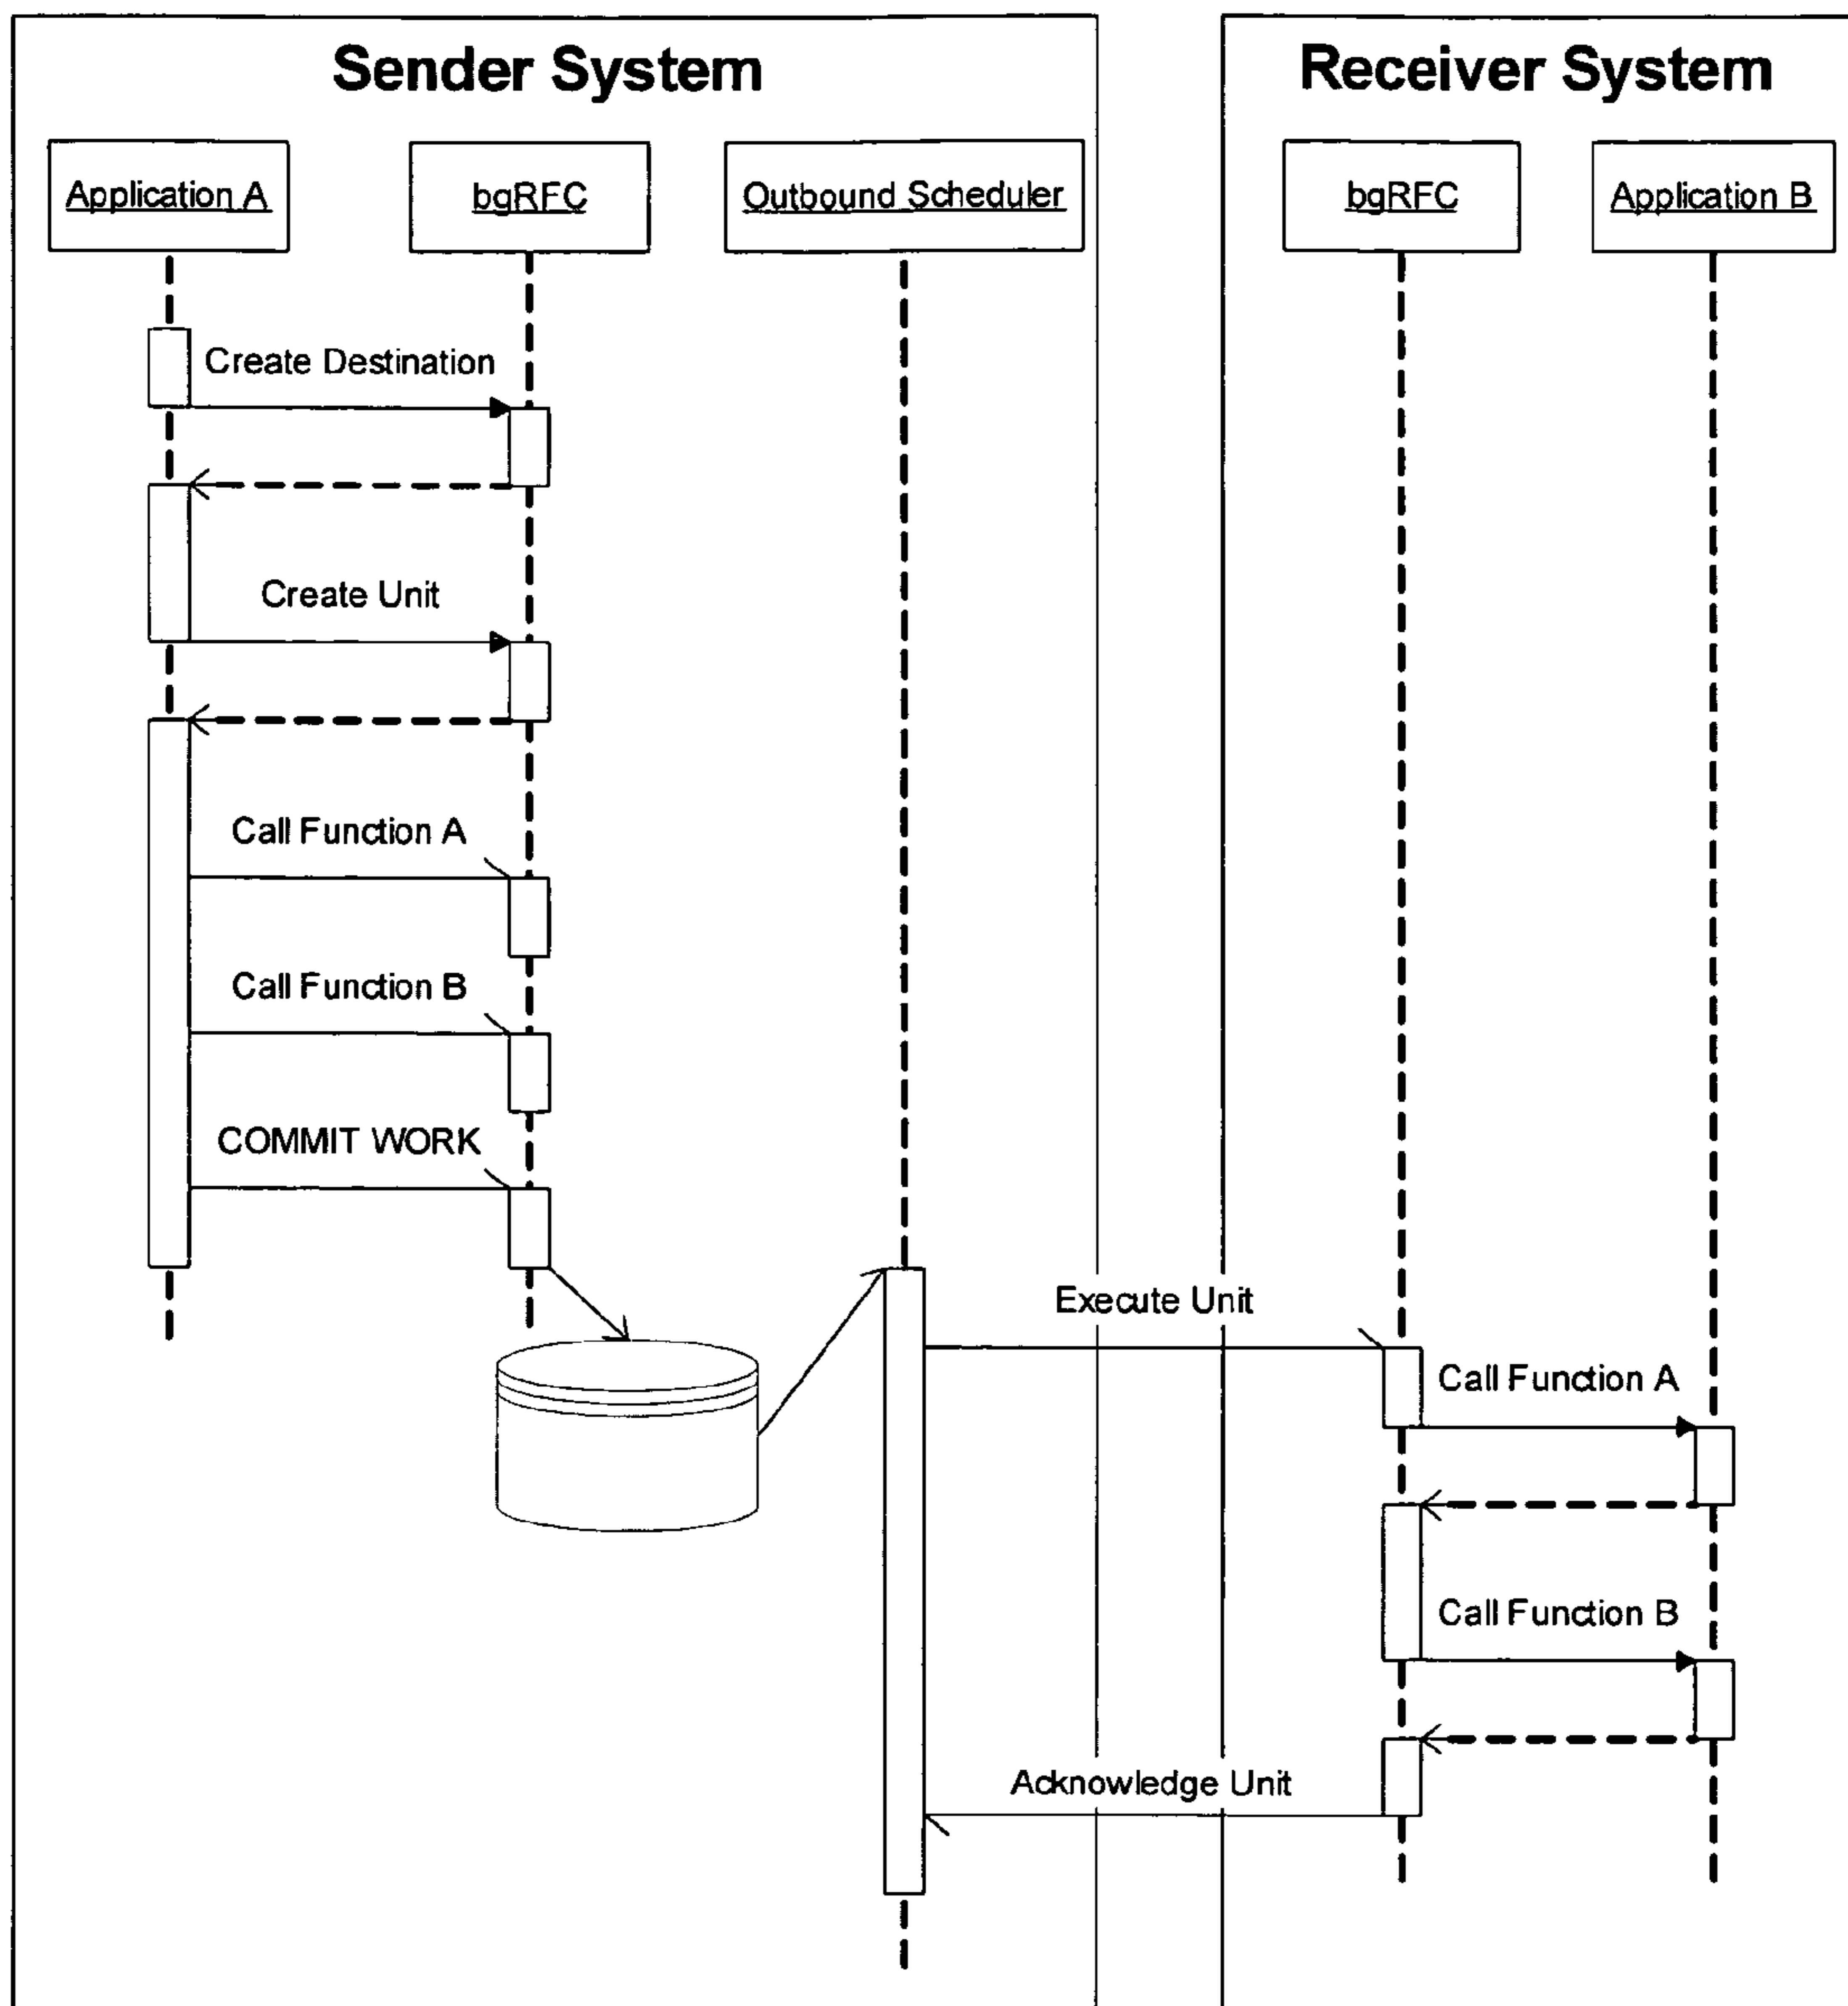 Sender System
Receiver System
Application A
bgRFC
Outbound Scheduler
bgRFC
Application B
Create Destination
Create Unit
Call Function A
Call Function B
COMMIT WORK
Execute Unit
Call Function A
Call Function B
Acknowledge Unit